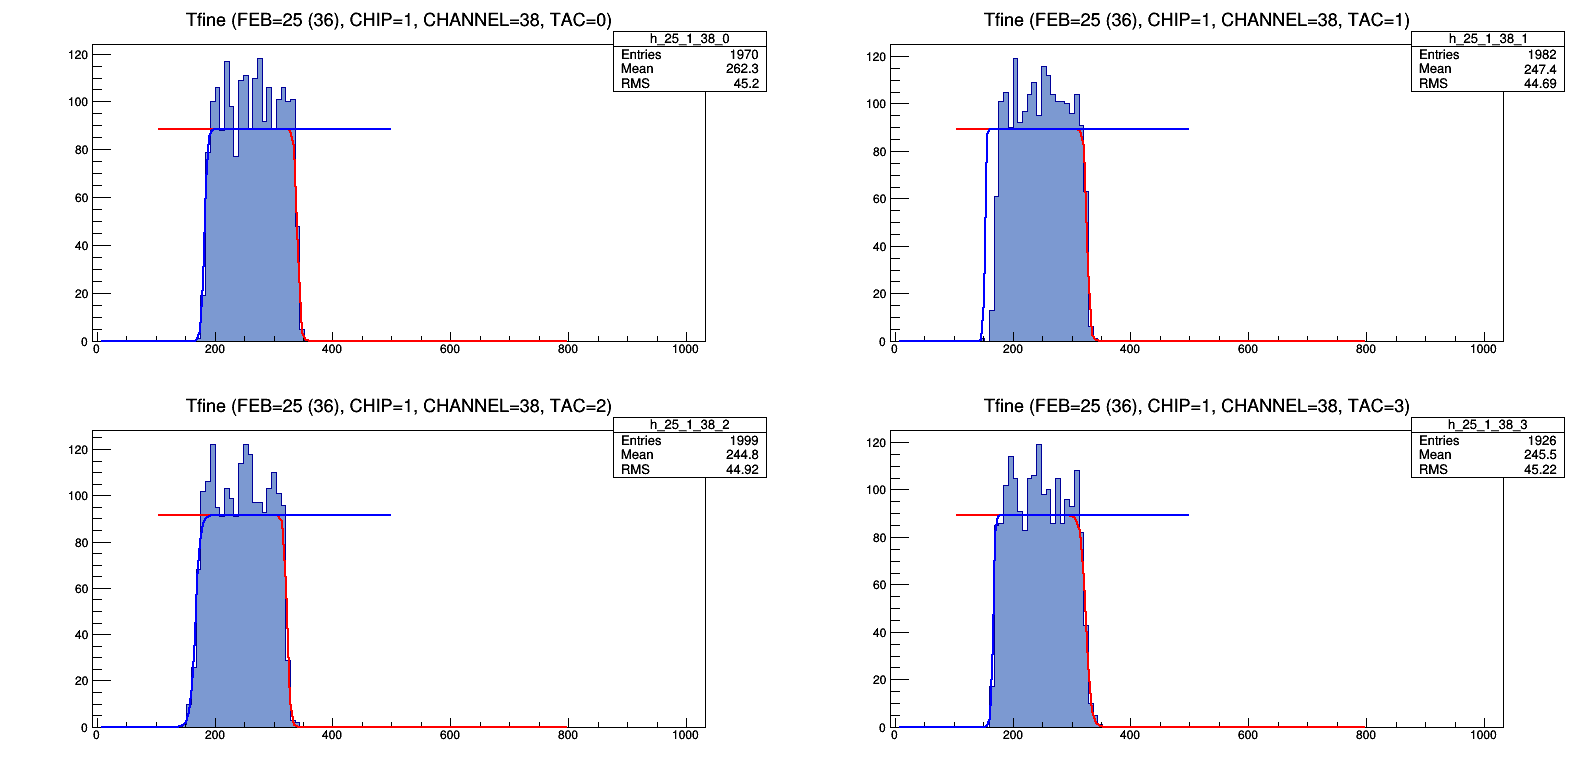 Tfine (FEB=25 (36), CHIP=1, CHANNEL=38, TAC=0)
h_25_1_38_0
Entries 1970
Mean 262.3
RMS 45.2
120
100
80
60
40
20
0
0 200 400 600 800 1000
Tfine (FEB=25 (36), CHIP=1, CHANNEL=38, TAC=1)
h_25_1_38_1
Entries 1982
Mean 247.4
RMS 44.69
120
100
80
60
40
20
0
0 200 400 600 800 1000
Tfine (FEB=25 (36), CHIP=1, CHANNEL=38, TAC=2)
h_25_1_38_2
Entries 1999
Mean 244.8
RMS 44.92
120
100
80
60
40
20
0
0 200 400 600 800 1000
Tfine (FEB=25 (36), CHIP=1, CHANNEL=38, TAC=3)
h_25_1_38_3
Entries 1926
Mean 245.5
RMS 45.22
120
100
80
60
40
20
0
0 200 400 600 800 1000